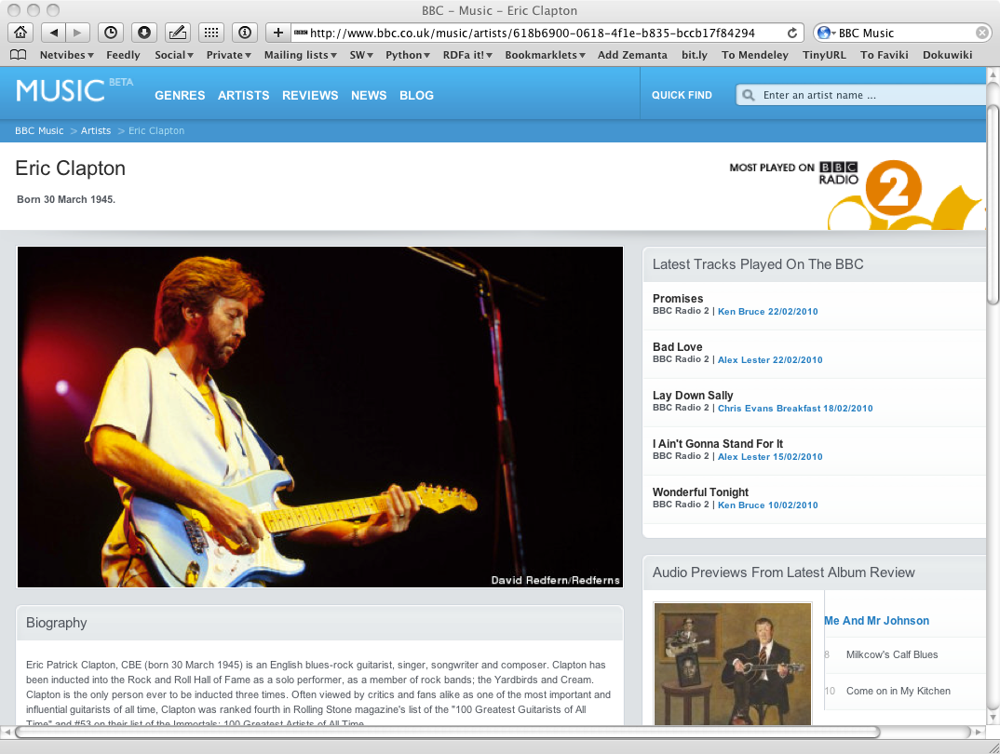 BBC – Music – Eric Clapton
http://www.bbc.co.uk/music/artists/618b6900-0618-4f1e-b835-bccb17f84294
BBC Music
Netvibes Feedly Social Private Mailing lists SW Python RDFa it! Bookmarklets Add Zemanta bit.ly To Mendeley TinyURL To Faviki Dokuwiki
MUSIC BETA
GENRES ARTISTS REVIEWS NEWS BLOG
QUICK FIND
Enter an artist name ...
BBC Music > Artists > Eric Clapton
Eric Clapton
Born 30 March 1945.
MOST PLAYED ON BBC
RADIO
2
David Redfern/Redferns
Biography
Eric Patrick Clapton, CBE (born 30 March 1945) is an English blues-rock guitarist, singer, songwriter and composer. Clapton has
been inducted into the Rock and Roll Hall of Fame as a solo performer, as a member of rock bands; the Yardbirds and Cream.
Clapton is the only person ever to be inducted three times. Often viewed by critics and fans alike as one of the most important and
influential guitarists of all time, Clapton was ranked fourth in Rolling Stone magazine's list of the "100 Greatest Guitarists of All
Time" and #53 on their list of the Immortals: 100 Greatest Artists of All Time.
Latest Tracks Played On The BBC
Promises
BBC Radio 2 | Ken Bruce 22/02/2010
Bad Love
BBC Radio 2 | Alex Lester 22/02/2010
Lay Down Sally
BBC Radio 2 | Chris Evans Breakfast 18/02/2010
I Ain't Gonna Stand For It
BBC Radio 2 | Alex Lester 15/02/2010
Wonderful Tonight
BBC Radio 2 | Ken Bruce 10/02/2010
Audio Previews From Latest Album Review
Me And Mr Johnson
8 Milkcow's Calf Blues
10 Come on in My Kitchen